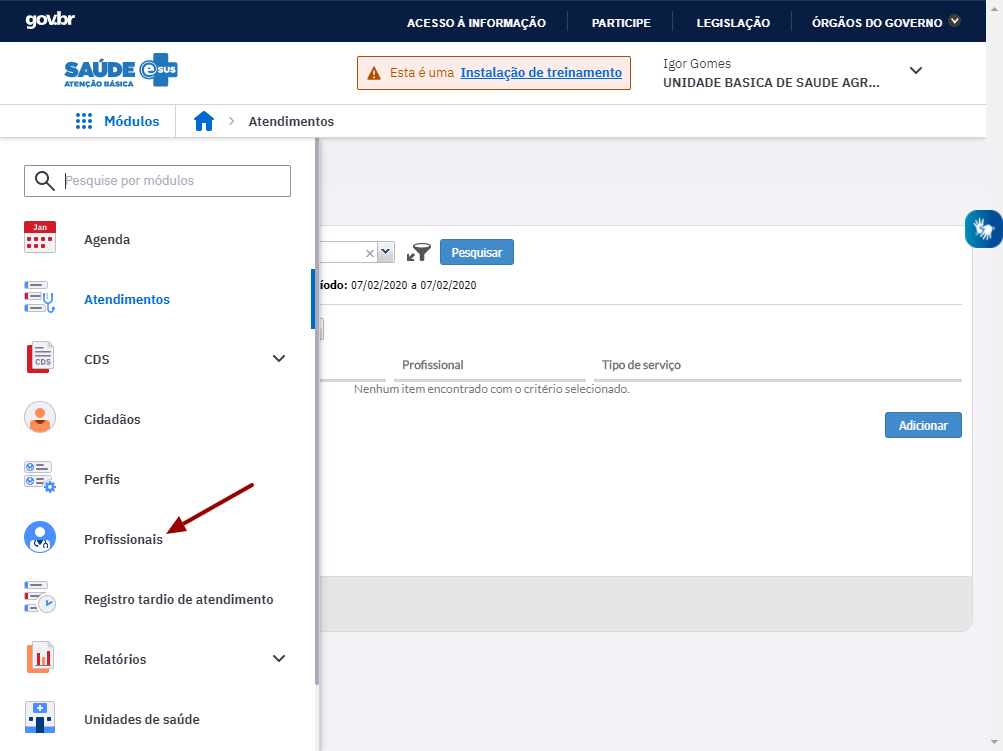 gov.br
ACESSO À INFORMAÇÃO
PARTICIPE
LEGISLAÇÃO
ÓRGÃOS DO GOVERNO
SAÚDE e SUS
ATENÇÃO BÁSICA
Esta é uma Instalação de treinamento
Igor Gomes
UNIDADE BASICA DE SAUDE AGR...
Módulos
Atendimentos
Pesquise por módulos
Jan
Agenda
Atendimentos
CDS
CDS
Cidadãos
Perfis
Profissionais
Registro tardio de atendimento
Relatórios
Unidades de saúde
Pesquisar
íodo: 07/02/2020 a 07/02/2020
Profissional
Tipo de serviço
Nenhum item encontrado com o critério selecionado.
Adicionar